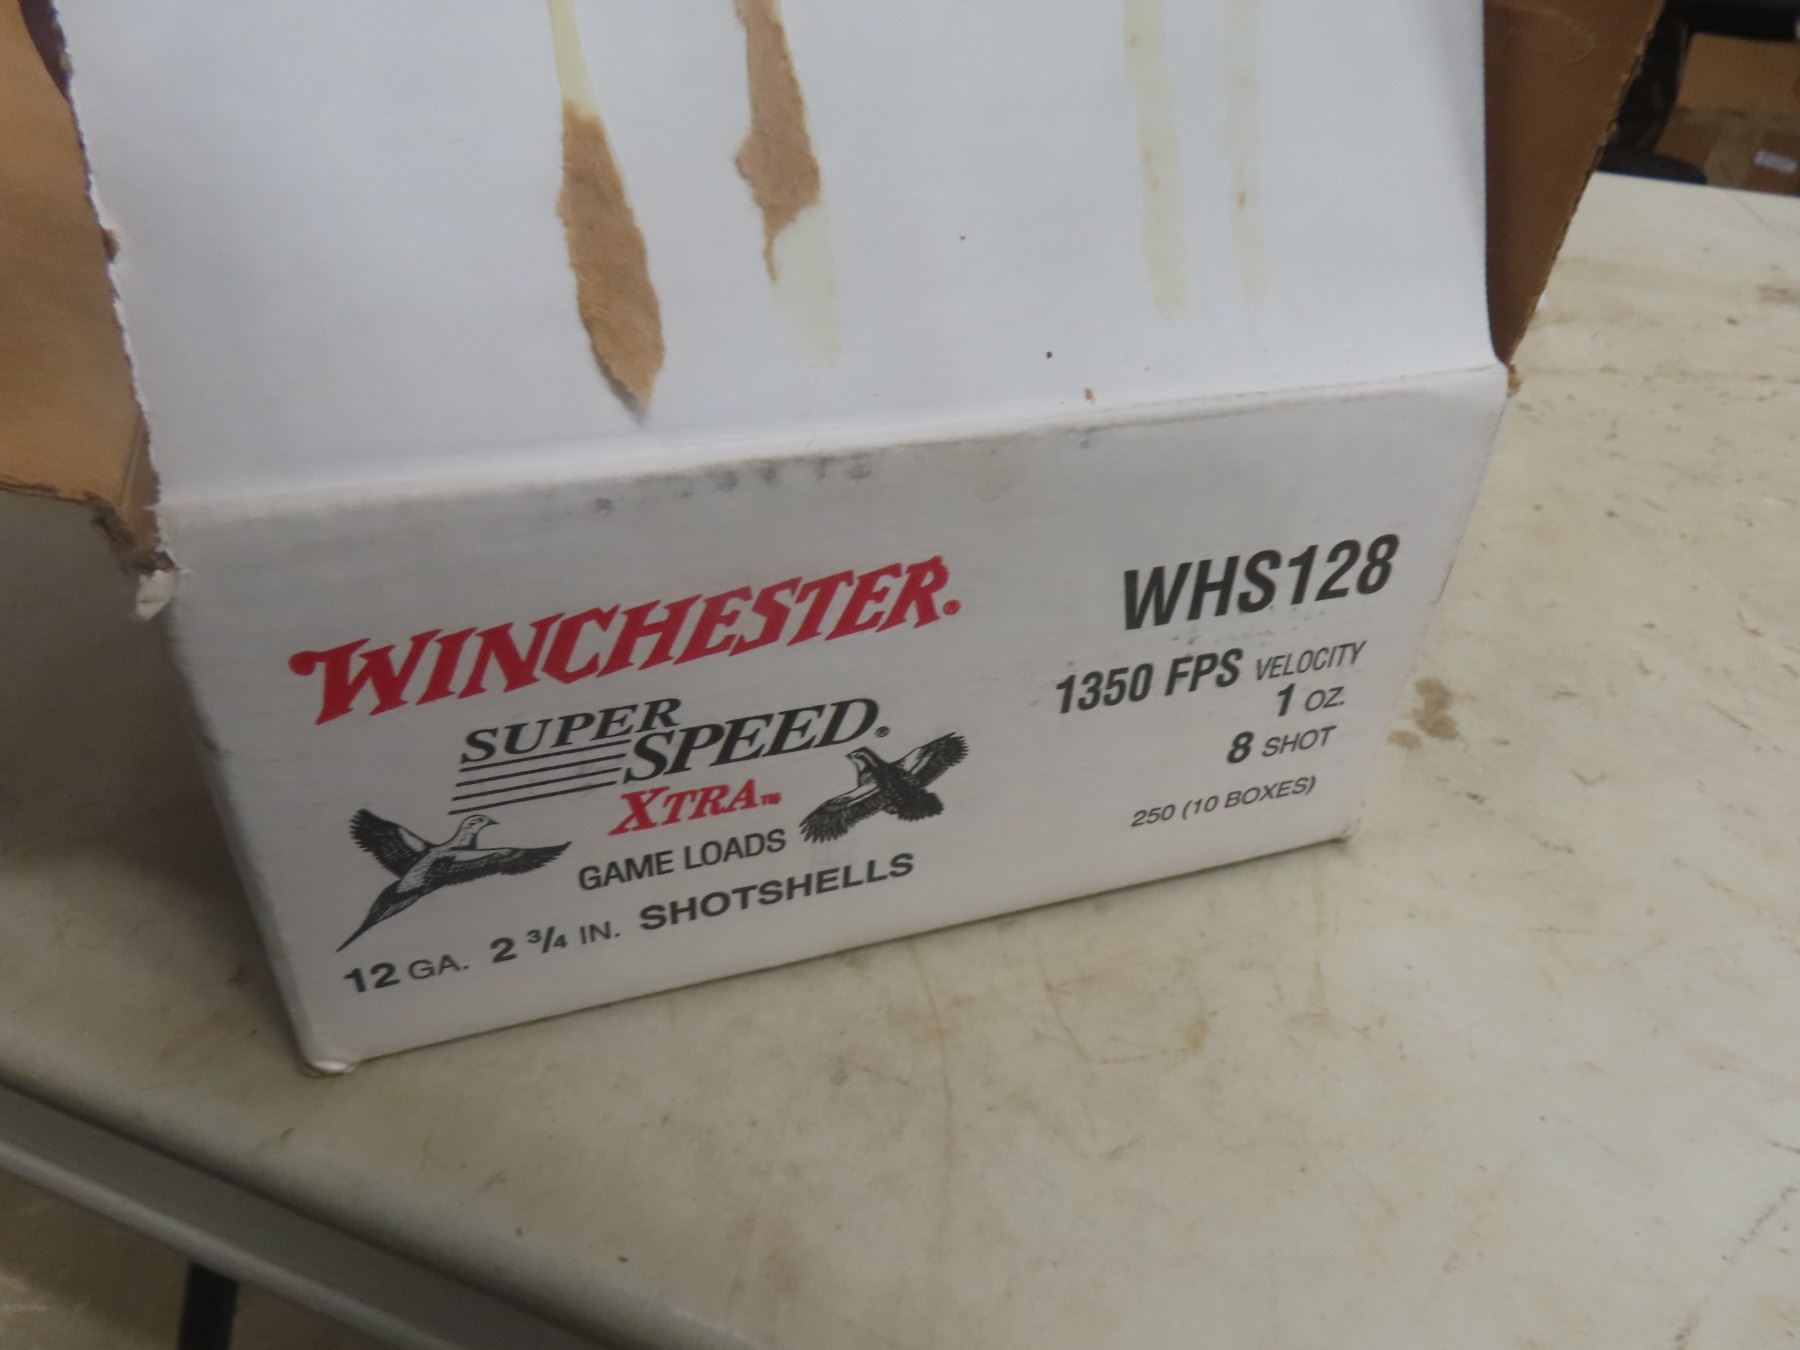 WINCHESTER®
SUPER
SPEED®
XTRA™
GAME LOADS
12 GA. 2 3/4 IN. SHOTSHELLS
WHS128
1350 FPS VELOCITY
1 OZ.
8 SHOT
250 (10 BOXES)